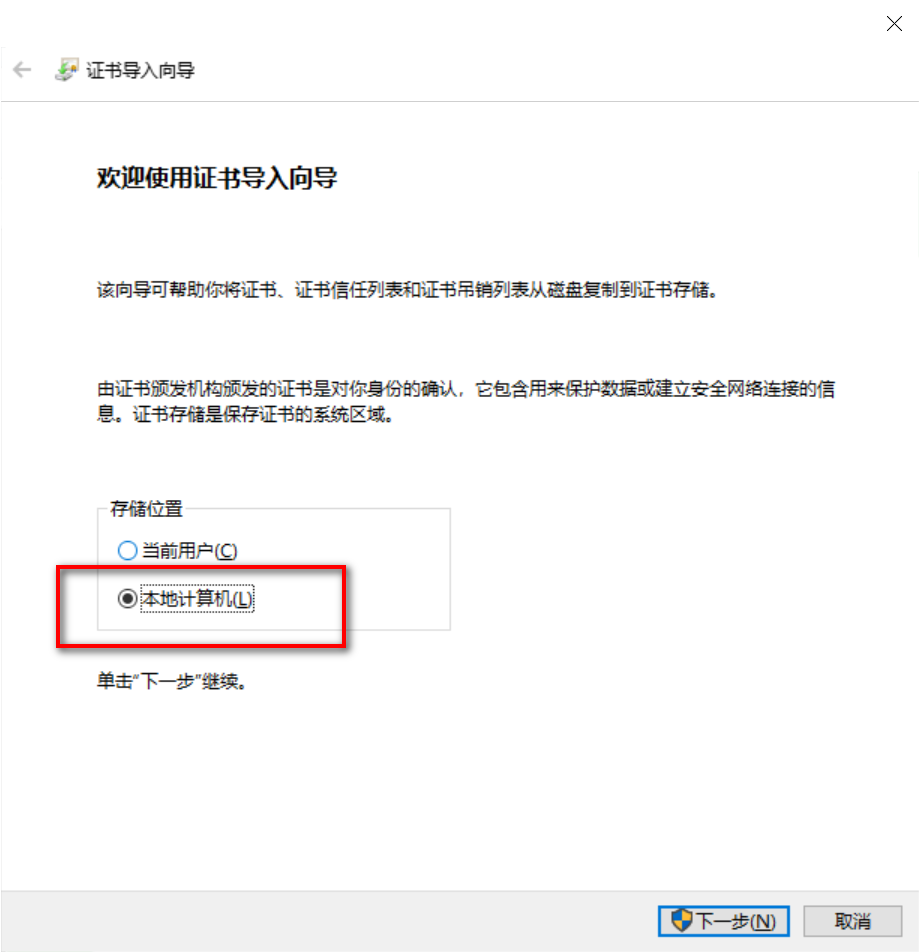 证书导入向导
欢迎使用证书导入向导
该向导可帮助你将证书、证书信任列表和证书吊销列表从磁盘复制到证书存储。
由证书颁发机构颁发的证书是对你身份的确认，它包含用来保护数据或建立安全网络连接的信
息。证书存储是保存证书的系统区域。
存储位置
当前用户(C)
本地计算机(L)
单击“下一步”继续。
下一步(N)
取消